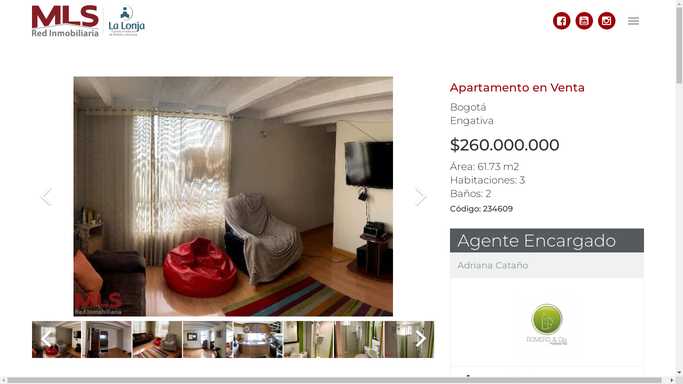 MLS
Red Inmobiliaria
La Lonja
Apartamento en Venta
Bogotá
Engativa
$260.000.000
Área: 61.73 m2
Habitaciones: 3
Baños: 2
Código: 234609
Agente Encargado
Adriana Cataño
MLS
Red Inmobiliaria
ROMERO &